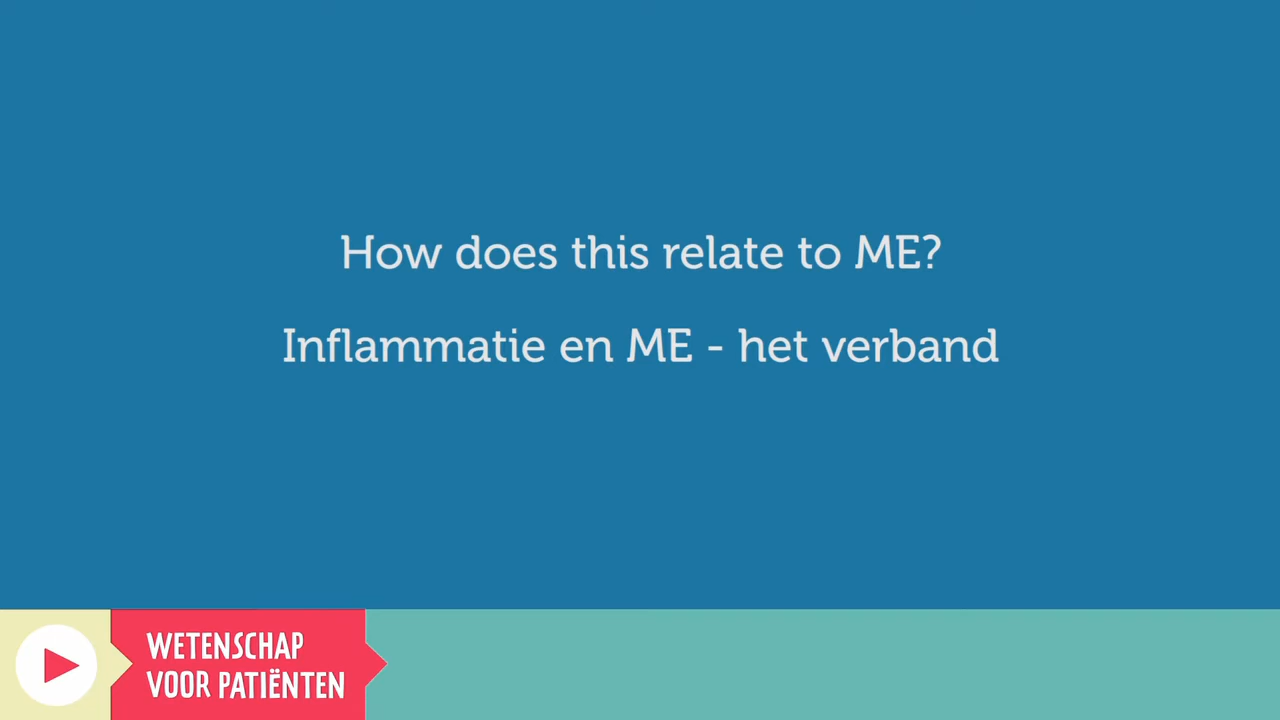 How does this relate to ME?
Inflammatie en ME - het verband
WETENSCHAP
VOOR PATIËNTEN